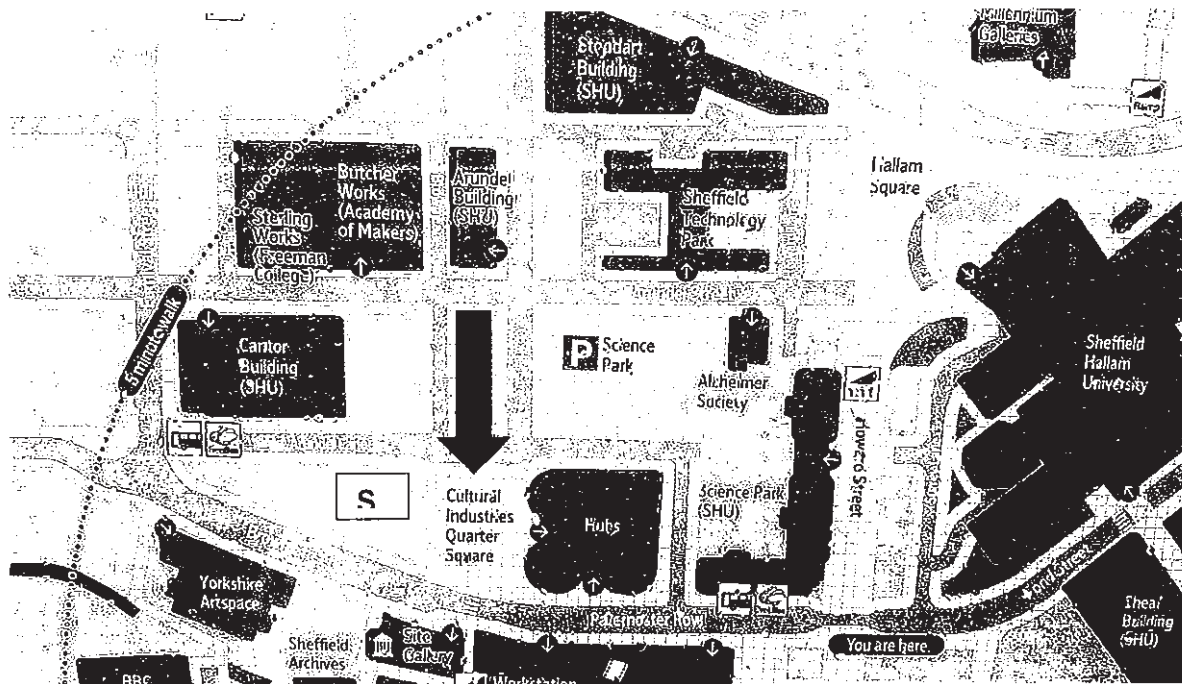 Stoddart
Building
(SHU)
Millennium
Galleries
Ramp
Hallam
Square
Butcher
Works
(Academy
of Makers)
Sterling
Works
(Freeman
College)
Arundel
Building
(SHU)
Sheffield
Technology
Park
5 minute walk
Cantor
Building
(SHU)
P
Science
Park
Alzheimer
Society
Sheffield
Hallam
University
Howard Street
S
Cultural
Industries
Quarter
Square
Hubs
Science Park
(SHU)
Yorkshire
Artspace
Paternoster Row
Sheaf
Building
(SHU)
You are here.
Sheffield
Archives
Site
Gallery
Workstation
BBC